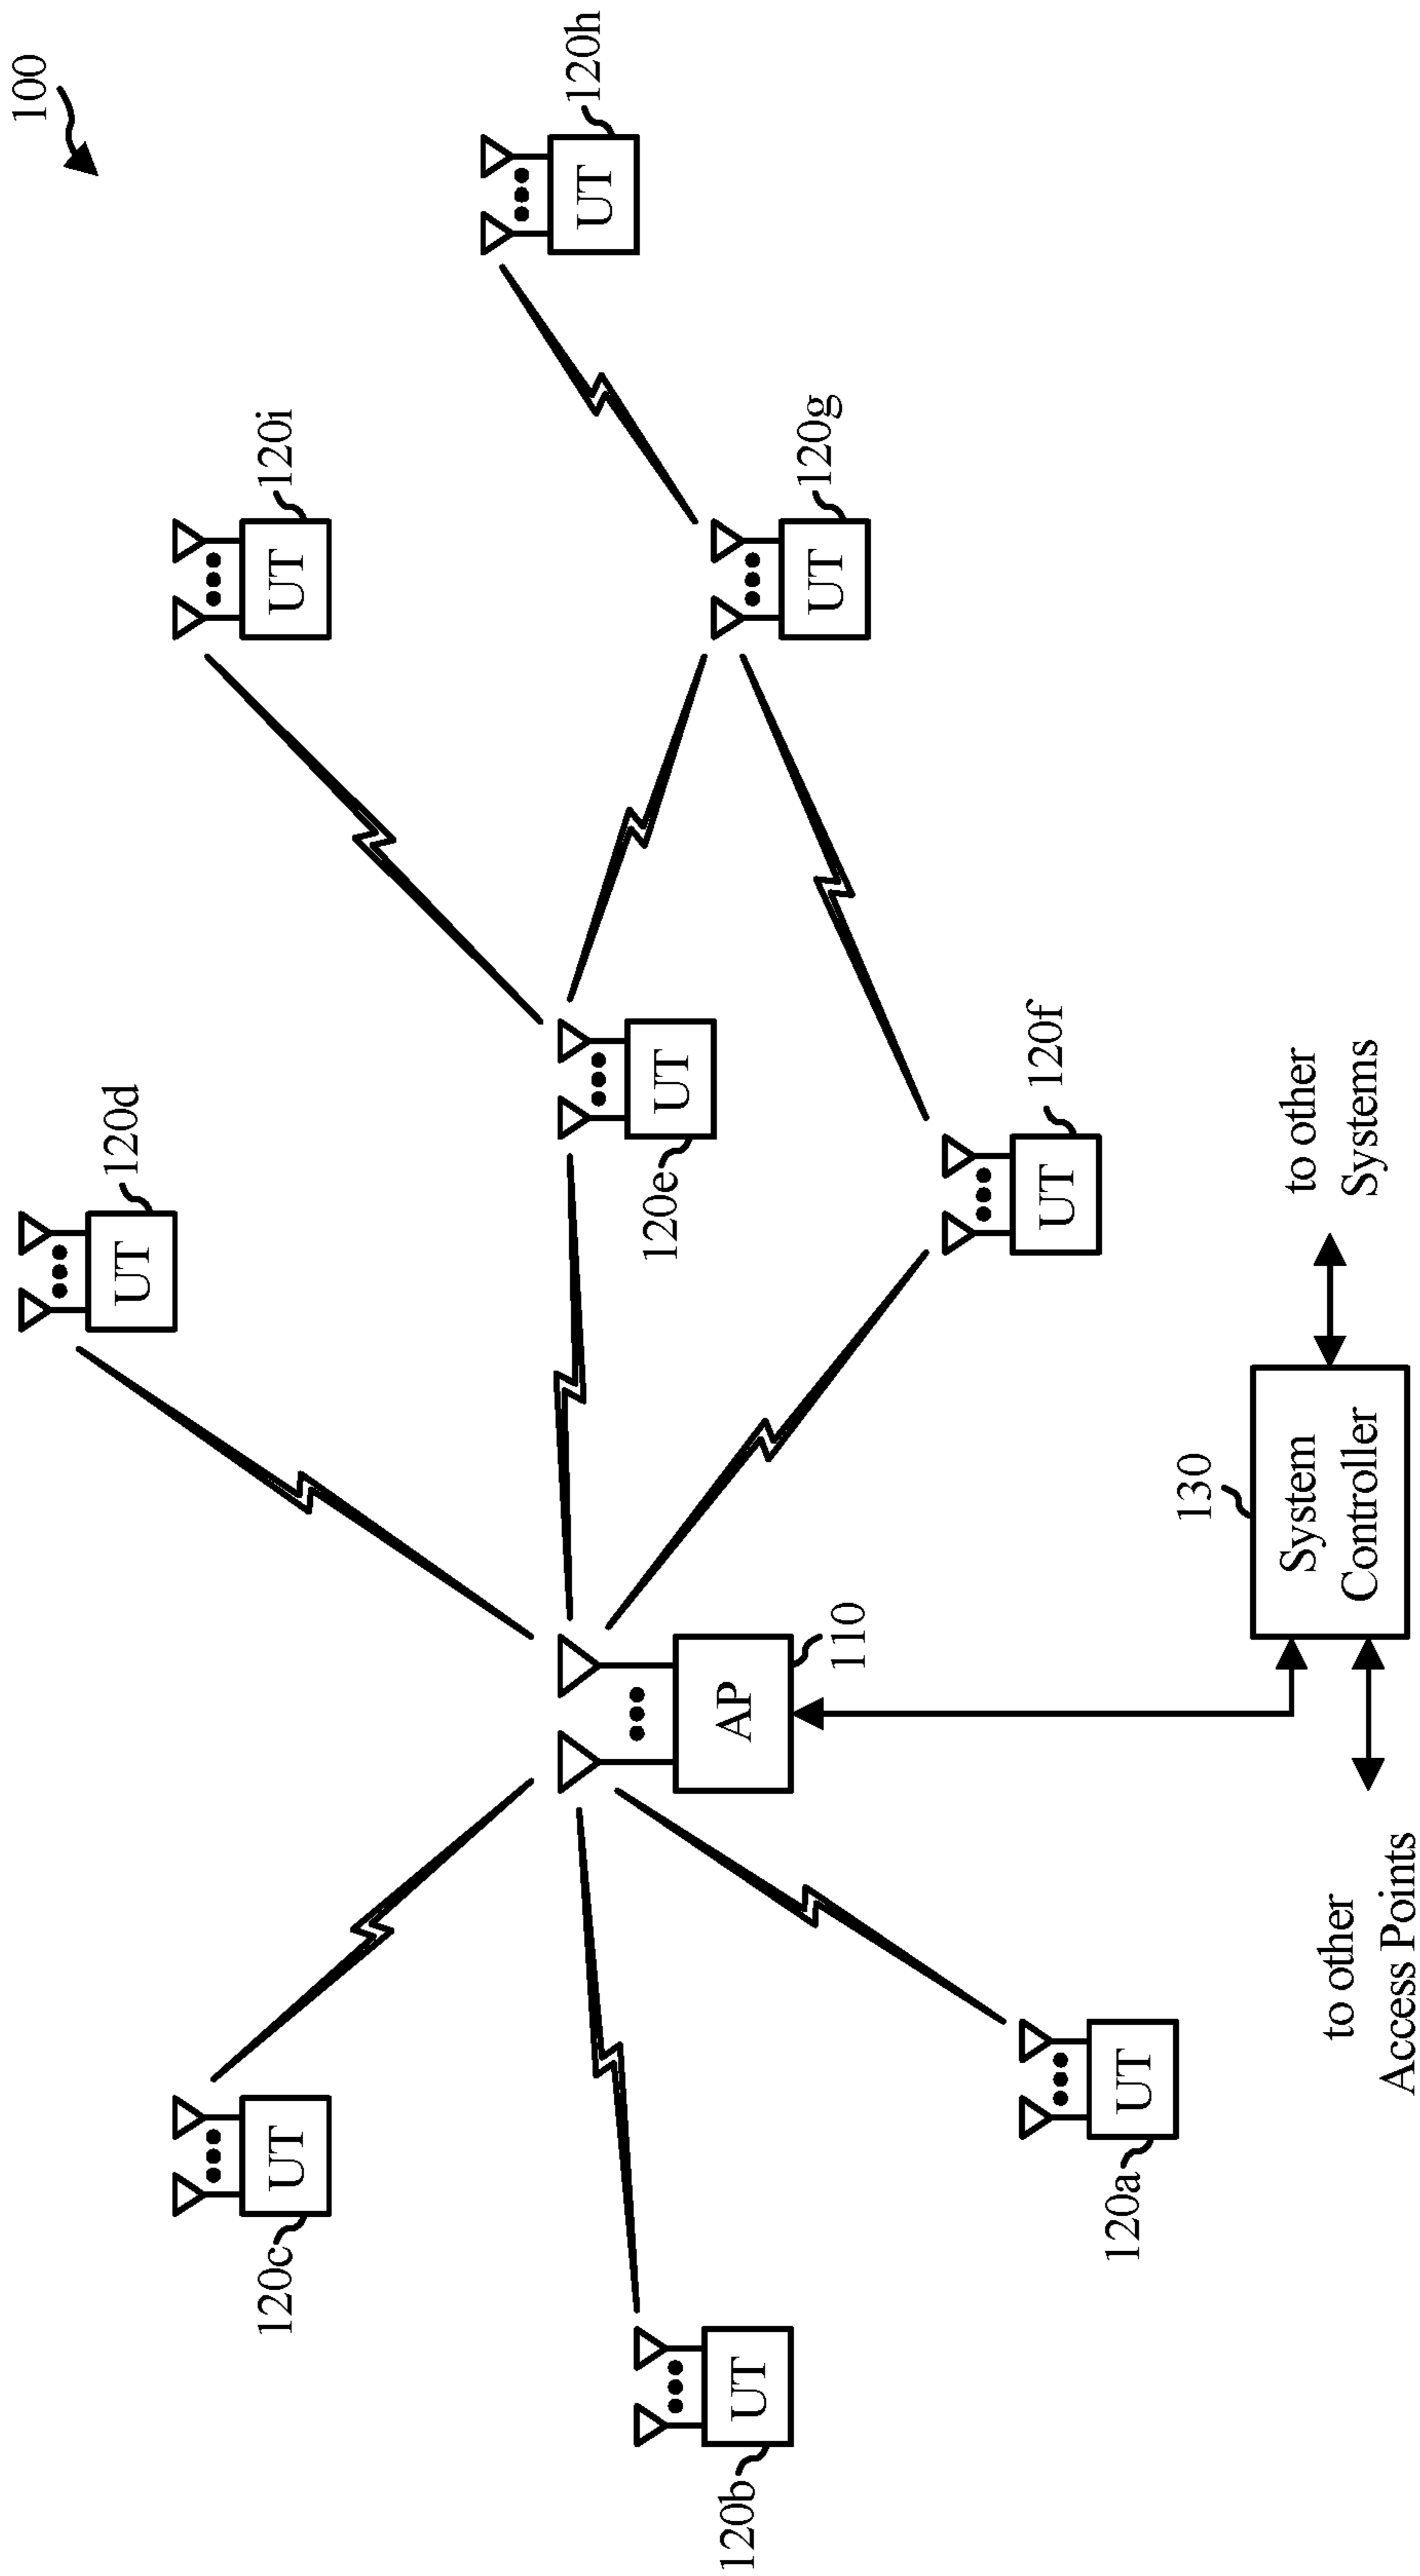 100
UT
120d
UT
120i
UT
120c
UT
120h
UT
120e
UT
120g
UT
120b
AP
110
UT
120f
UT
120a
130
System
Controller
to other
Systems
to other
Access Points